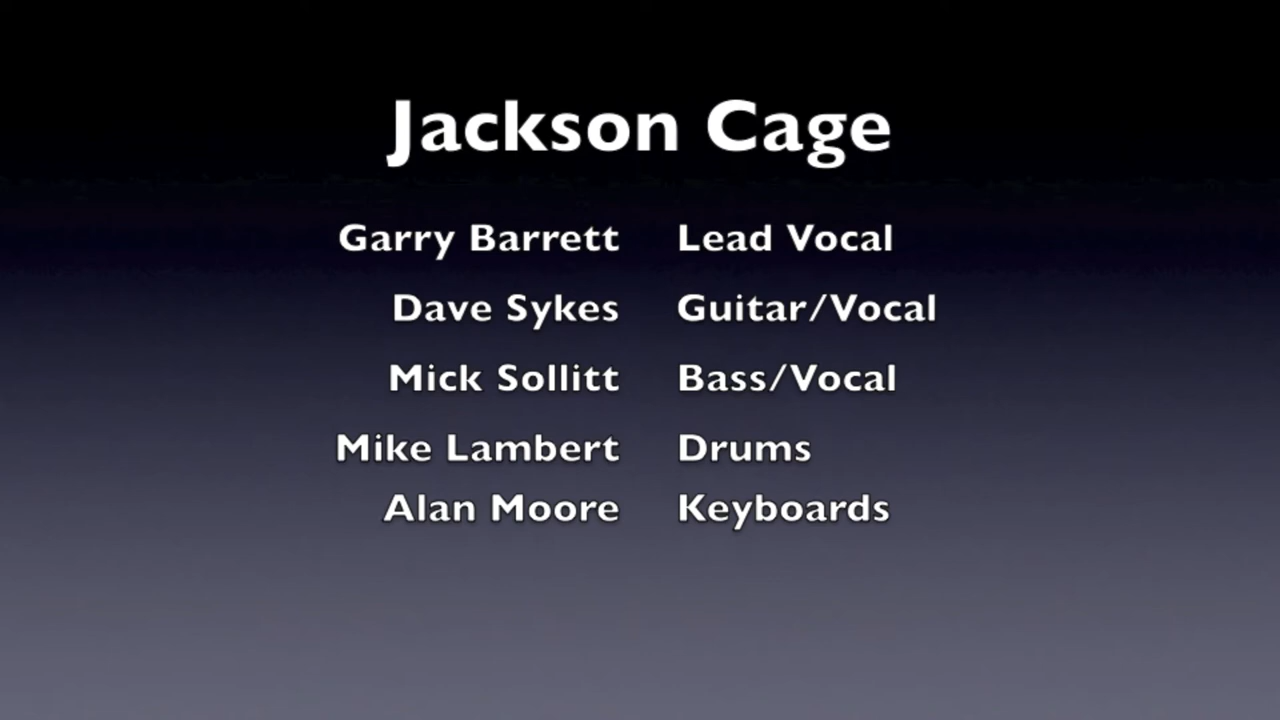 Jackson Cage
Garry Barrett Lead Vocal
Dave Sykes Guitar/Vocal
Mick Sollitt Bass/Vocal
Mike Lambert Drums
Alan Moore Keyboards